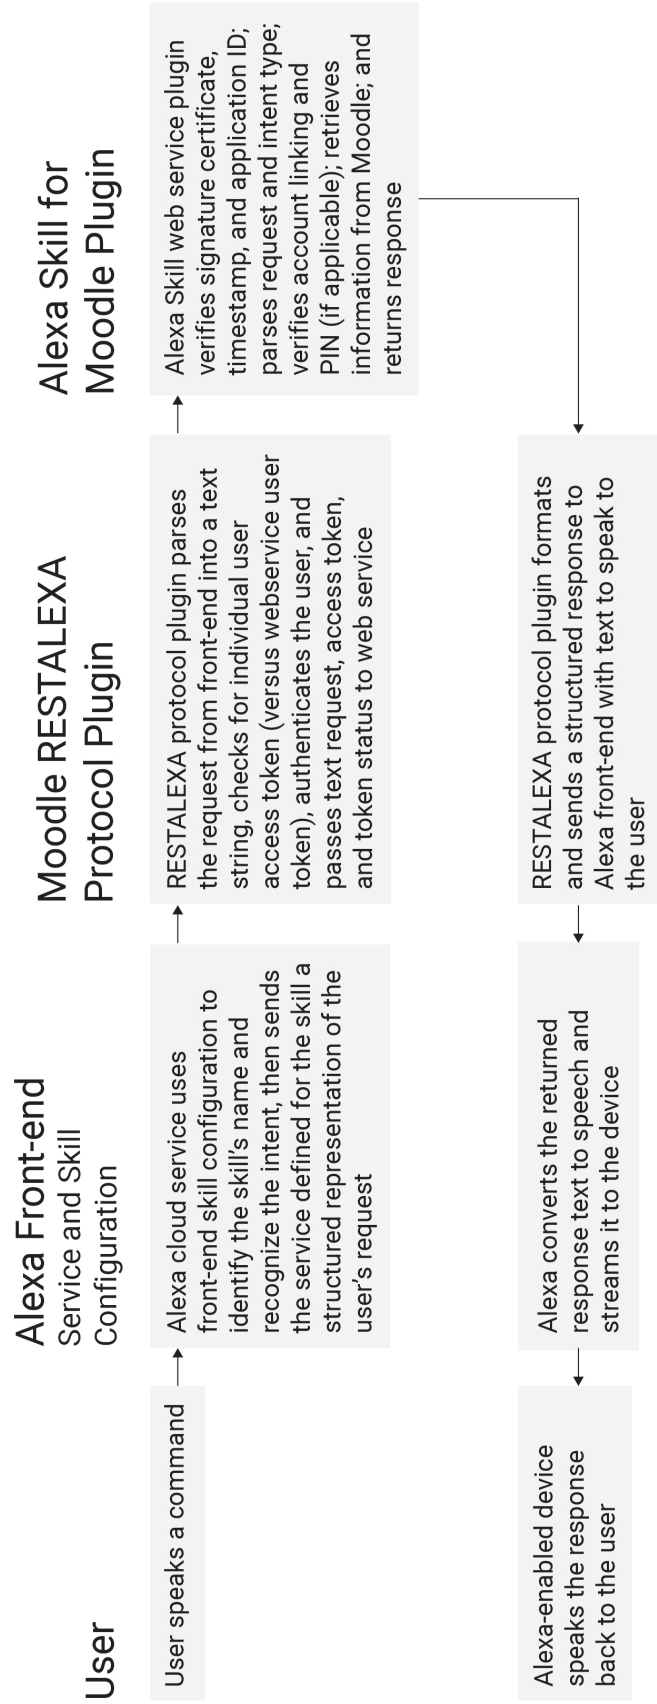 User
Alexa Front-end
Service and Skill
Configuration
Moodle RESTALEXA
Protocol Plugin
Alexa Skill for
Moodle Plugin
User speaks a command
Alexa cloud service uses
front-end skill configuration to
identify the skill's name and
recognize the intent, then sends
the service defined for the skill a
structured representation of the
user's request
RESTALEXA protocol plugin parses
the request from front-end into a text
string, checks for individual user
access token (versus webservice user
token), authenticates the user, and
passes text request, access token,
and token status to web service
Alexa Skill web service plugin
verifies signature certificate,
timestamp, and application ID;
parses request and intent type;
verifies account linking and
PIN (if applicable); retrieves
information from Moodle; and
returns response
RESTALEXA protocol plugin formats
and sends a structured response to
Alexa front-end with text to speak to
the user
Alexa converts the returned
response text to speech and
streams it to the device
Alexa-enabled device
speaks the response
back to the user